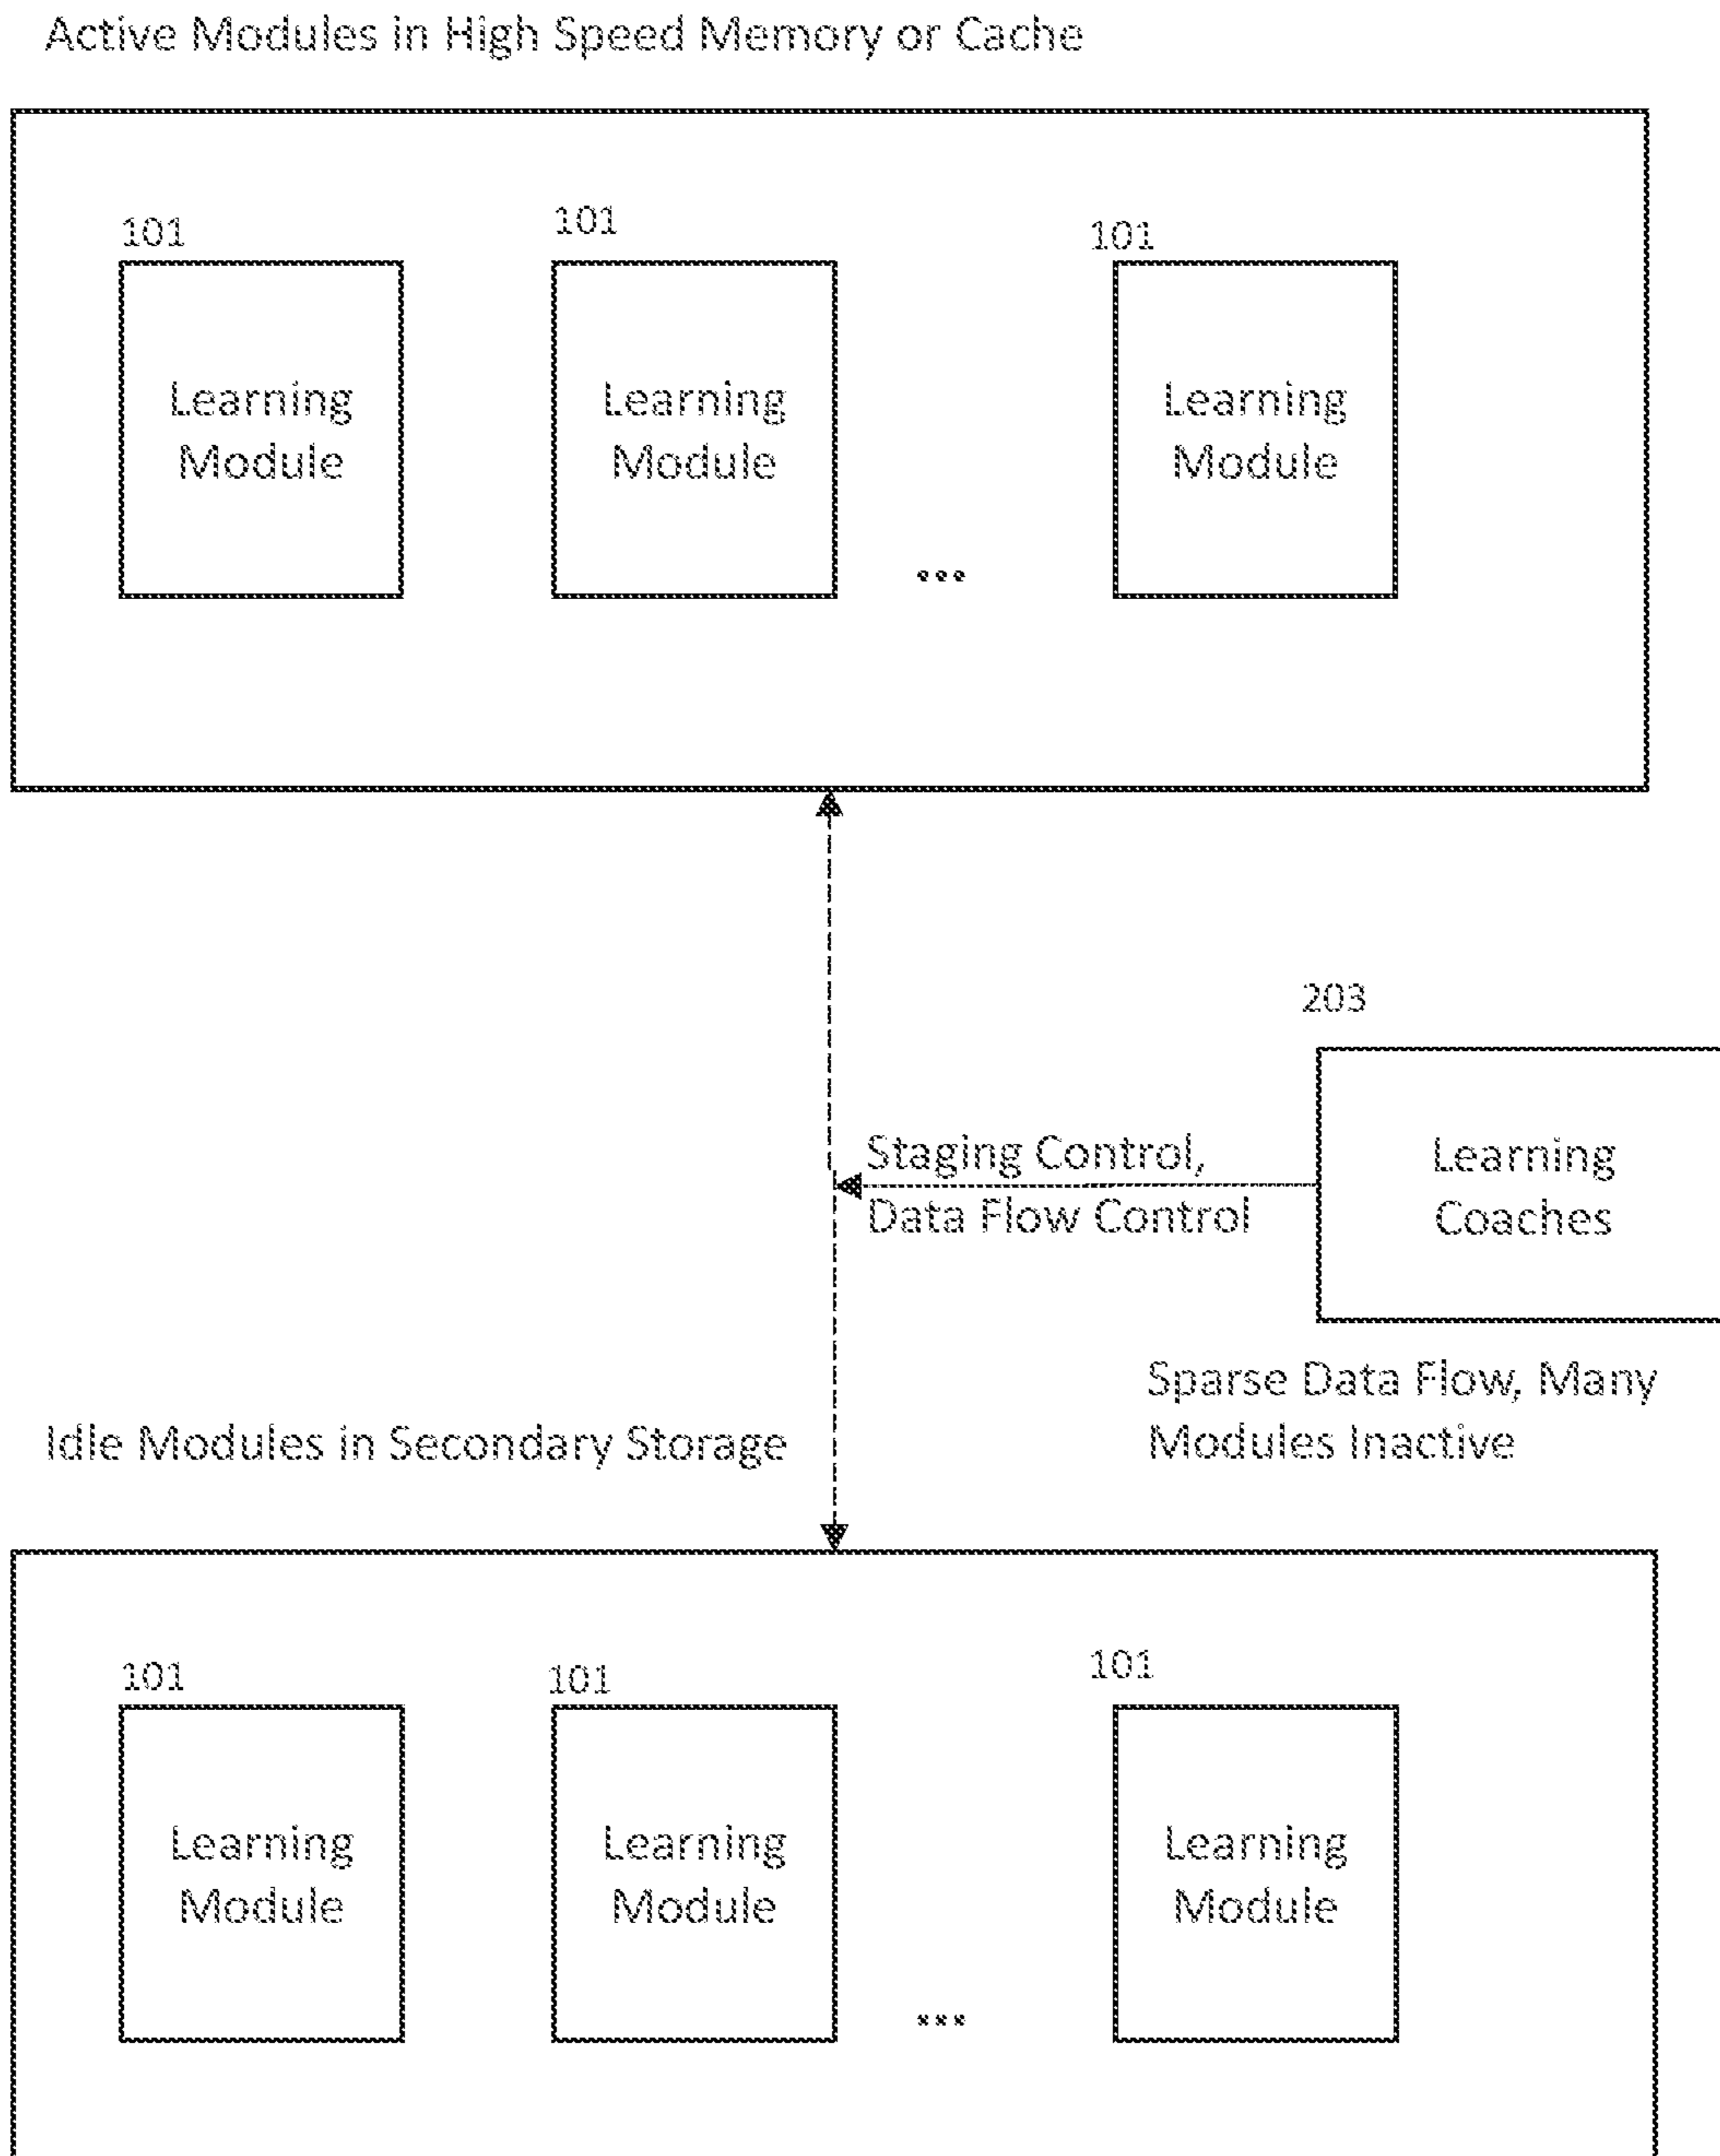 Active Modules in High Speed Memory or Cache
101
101
101
Learning
Module
Learning
Module
...
Learning
Module
203
Staging Control,
Data Flow Control
Learning
Coaches
Sparse Data Flow, Many
Modules Inactive
Idle Modules in Secondary Storage
101
101
101
Learning
Module
Learning
Module
...
Learning
Module